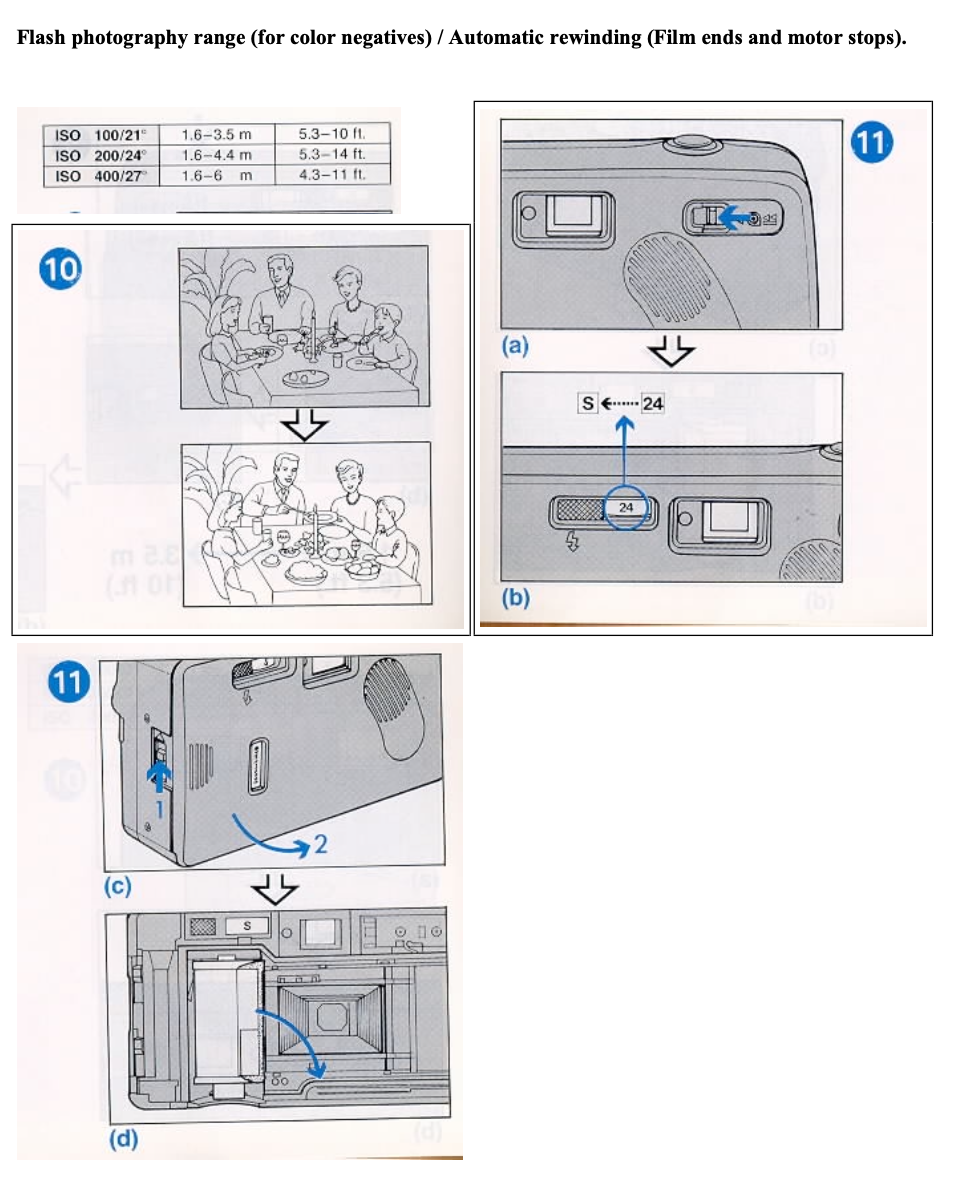 Flash photography range (for color negatives) / Automatic rewinding (Film ends and motor stops).
ISO 100/21° 1.6–3.5 m 5.3–10 ft.
ISO 200/24° 1.6–4.4 m 5.3–14 ft.
ISO 400/27° 1.6–6 m 4.3–11 ft.
10
11
(a)
S 24
24
(b)
11
1
2
(c)
S
(d)